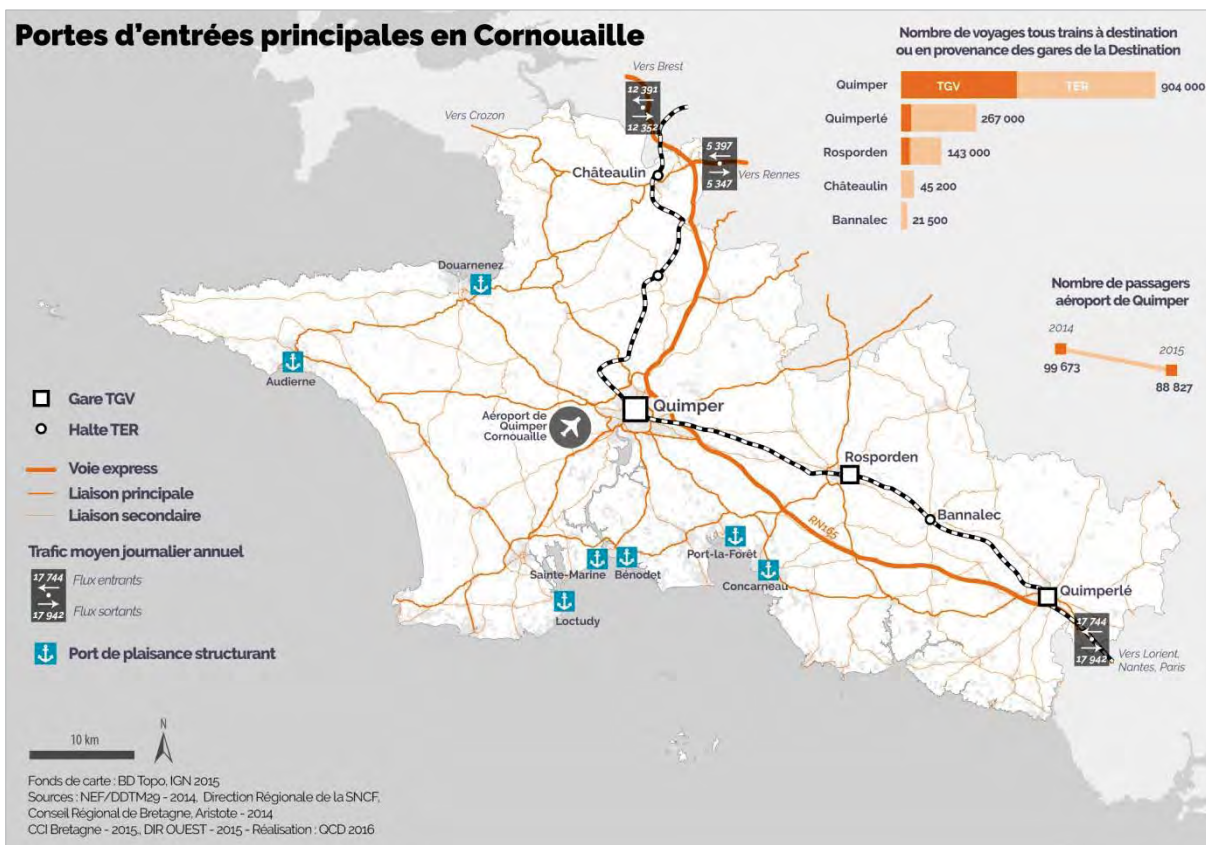 Portes d'entrées principales en Cornouaille
Nombre de voyages tous trains à destination
ou en provenance des gares de la Destination
Quimper
TGV
TER
904 000
Quimperlé
267 000
Rosporden
143 000
Châteaulin
45 200
Bannalec
21 500
Nombre de passagers
aéroport de Quimper
2014
99 673
2015
88 827
Vers Brest
12 391
12 352
Vers Crozon
5 397
5 347
Vers Rennes
Châteaulin
Douarnenez
Audierne
Quimper
Aéroport de
Quimper
Cornouaille
Rosporden
Bannalec
RN165
Port-la-Forêt
Sainte-Marine
Bénodet
Concarneau
Loctudy
Quimperlé
17 744
17 942
Vers Lorient,
Nantes, Paris
Gare TGV
Halte TER
Voie express
Liaison principale
Liaison secondaire
Trafic moyen journalier annuel
17 744
Flux entrants
17 942
Flux sortants
Port de plaisance structurant
10 km
N
Fonds de carte : BD Topo, IGN 2015
Sources : NEF/DDTM29 - 2014, Direction Régionale de la SNCF,
Conseil Régional de Bretagne, Aristote - 2014
CCI Bretagne - 2015,, DIR OUEST - 2015 - Réalisation : QCD 2016